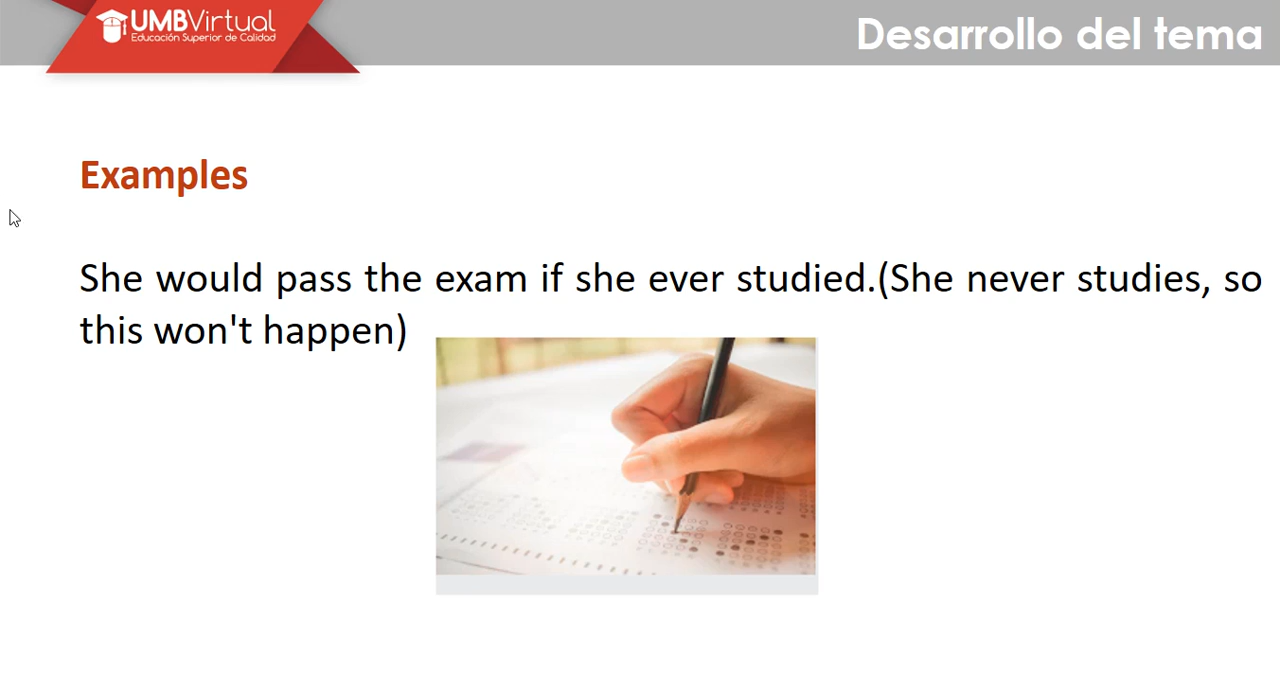 UMBVirtual
Educación Superior de Calidad
Desarrollo del tema
Examples
She would pass the exam if she ever studied.(She never studies, so
this won't happen)